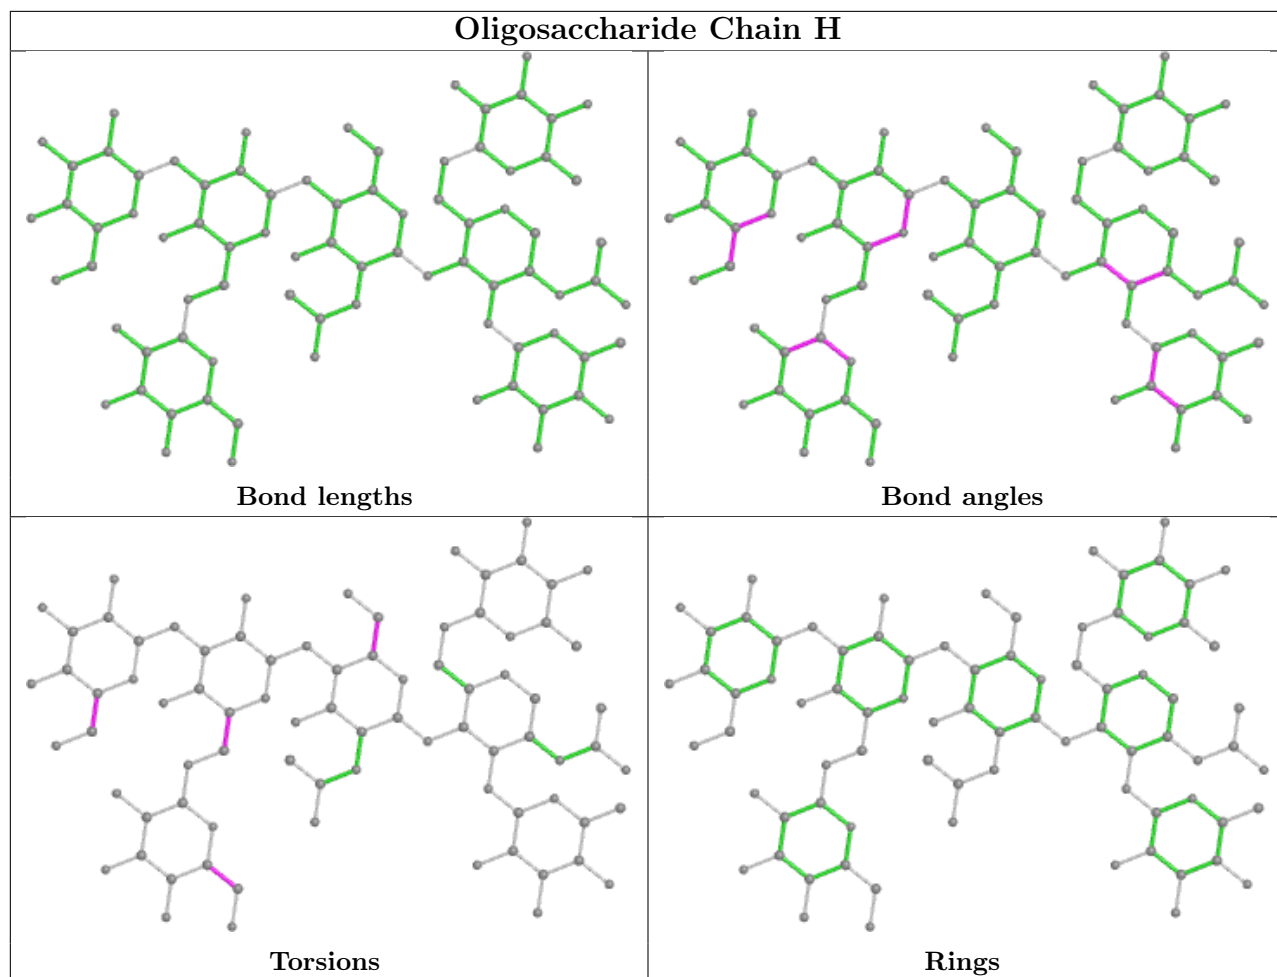 Oligosaccharide Chain H
Bond lengths
Bond angles
Torsions
Rings